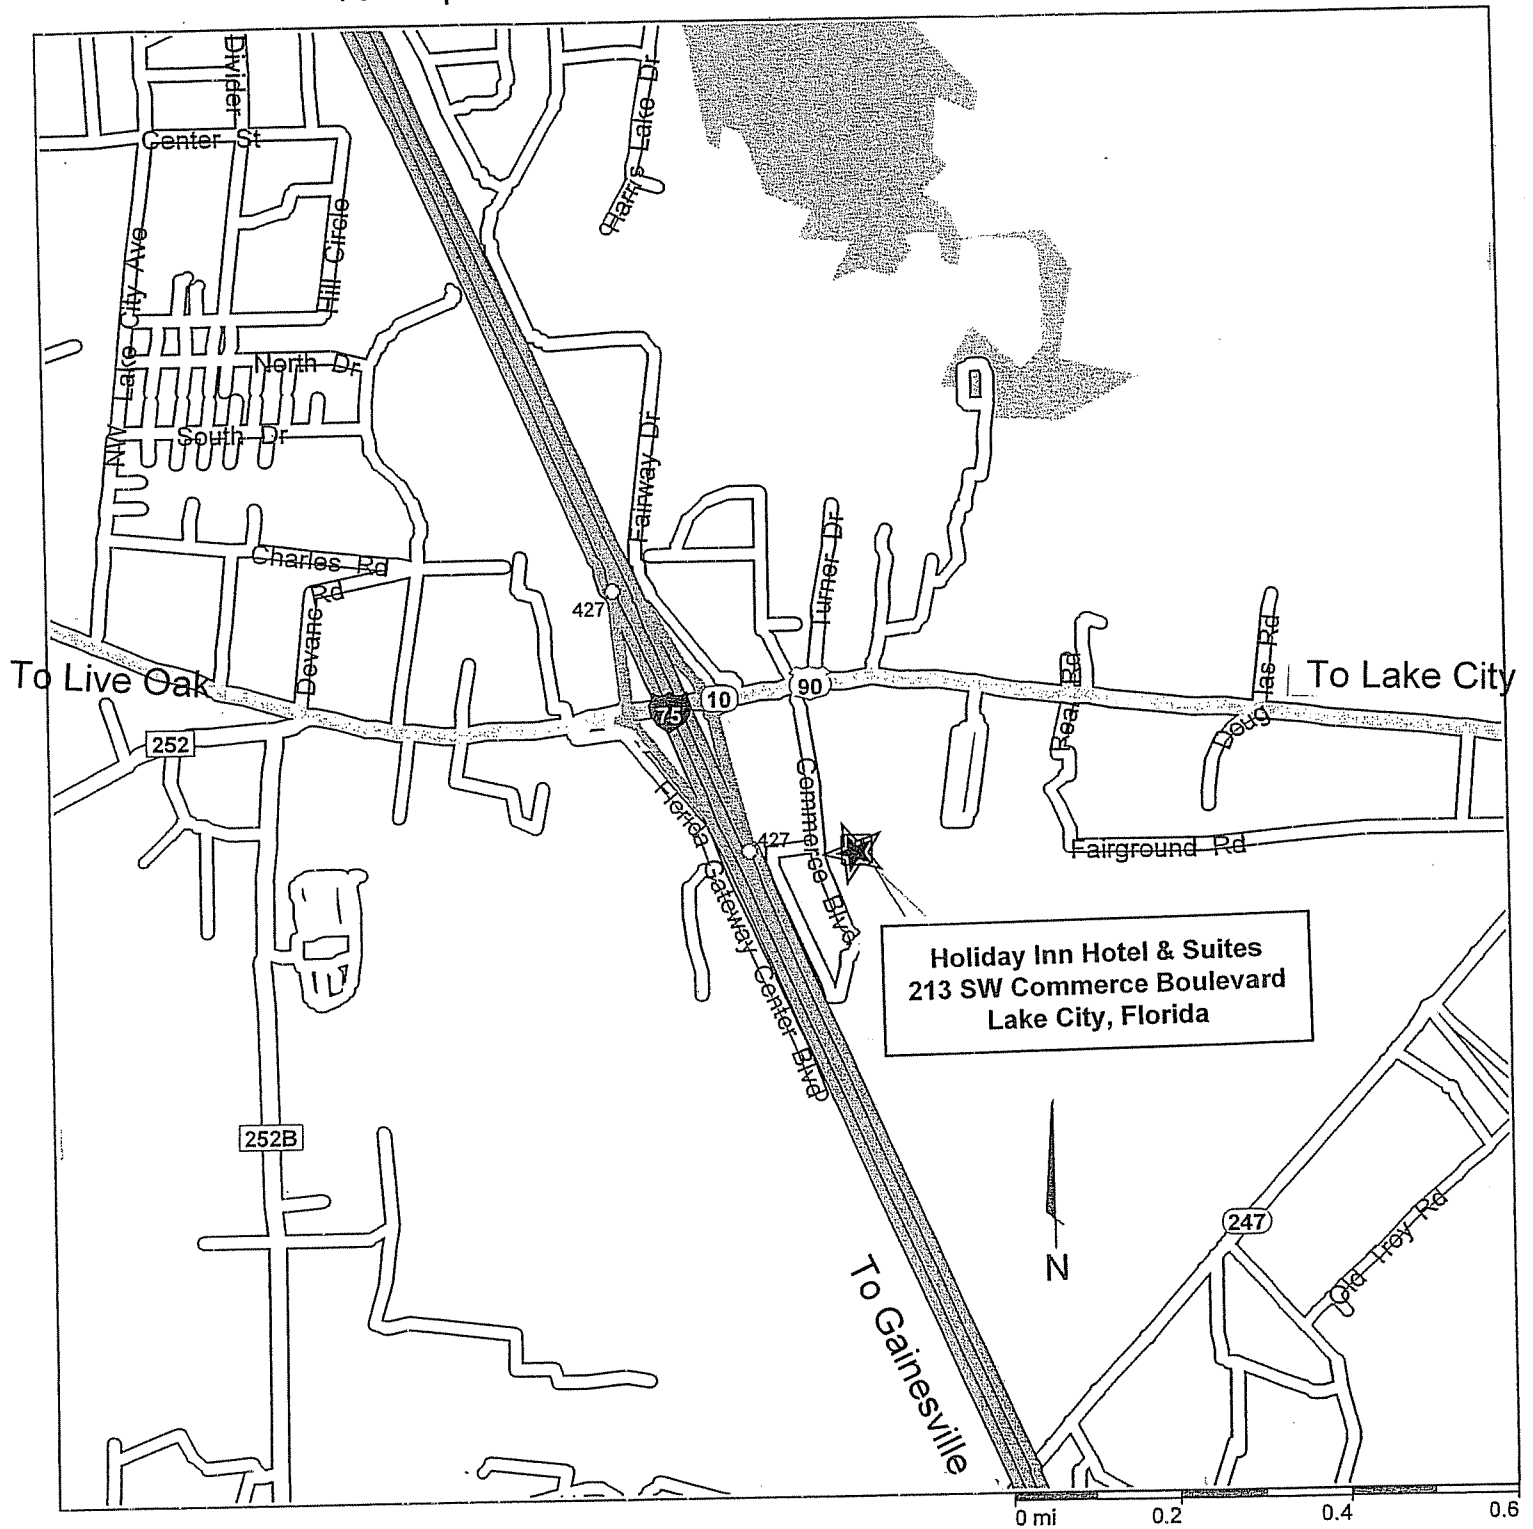 Divider
Center St
Harris Lake Dr
Hill Circle
NW Lake City Ave
North Dr
South Dr
Fairway Dr
Turner Dr
Charles Rd
Devane Rd
427
To Live Oak
252
75
10
90
Real Rd
Douglas Rd
To Lake City
Commerse Blvd
427
Florida Gateway Center Blvd
Fairground Rd
Holiday Inn Hotel & Suites
213 SW Commerce Boulevard
Lake City, Florida
252B
N
247
Old Troy Rd
To Gainesville
0 mi 0.2 0.4 0.6